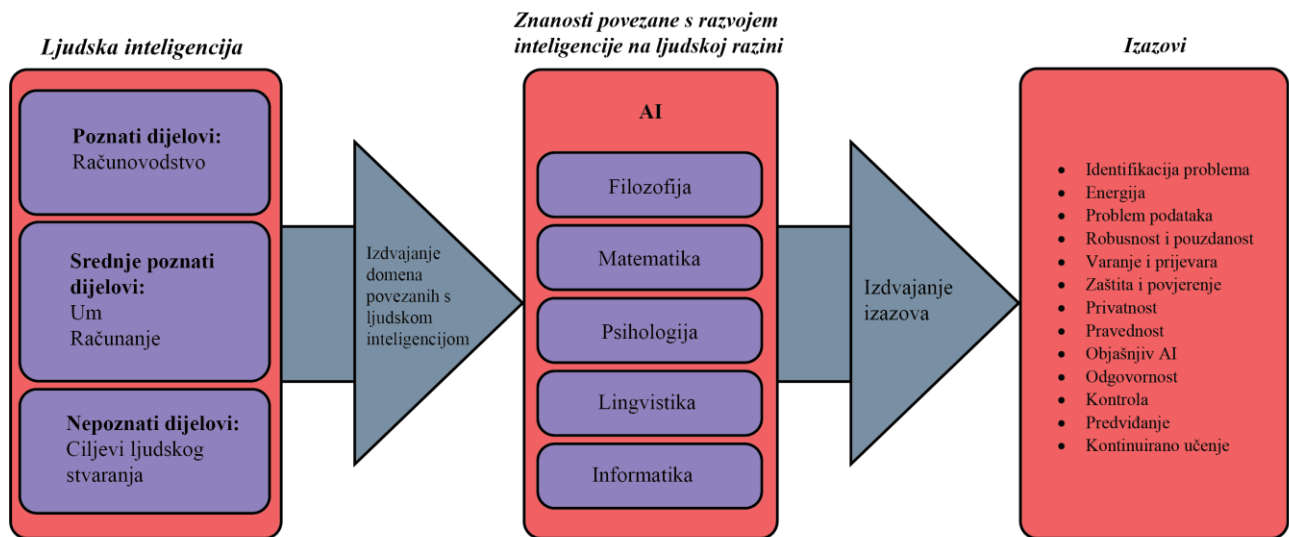 Ljudska inteligencija
Poznati dijelovi:
Računovodstvo
Srednje poznati
dijelovi:
Um
Računanje
Nepoznati dijelovi:
Ciljevi ljudskog
stvaranja
Izdvajanje
domena
povezanih s
ljudskom
inteligencijom
Znanosti povezane s razvojem
inteligencije na ljudskoj razini
AI
Filozofija
Matematika
Psihologija
Lingvistika
Informatika
Izdvajanje
izazova
Izazovi
• Identifikacija problema
• Energija
• Problem podataka
• Robusnost i pouzdanost
• Varanje i prijevara
• Zaštita i povjerenje
• Privatnost
• Pravednost
• Objašnjiv AI
• Odgovornost
• Kontrola
• Predviđanje
• Kontinuirano učenje